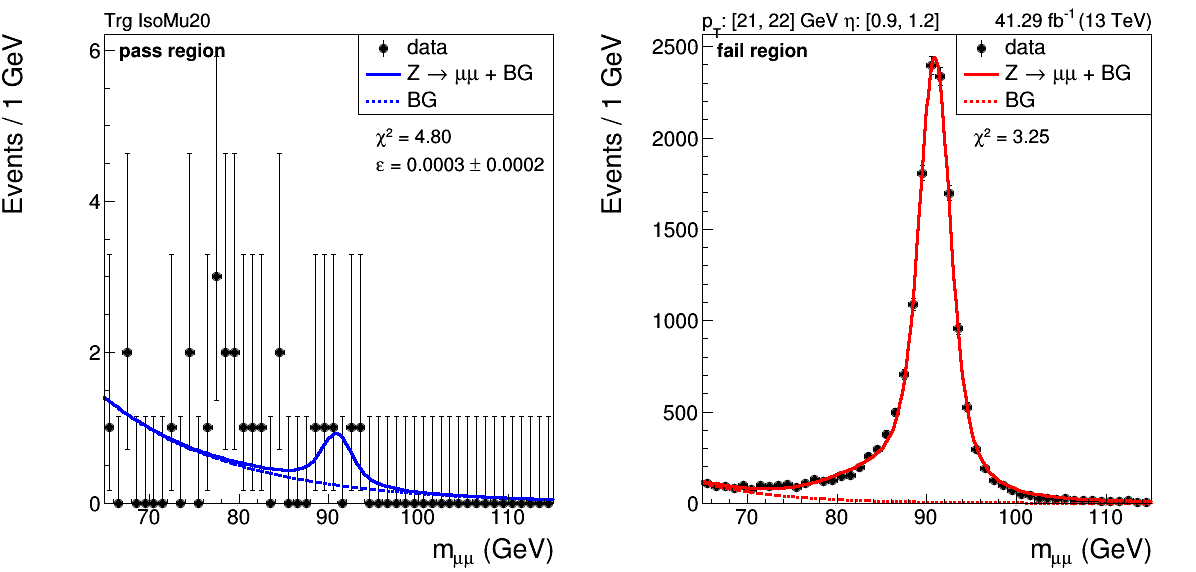 Trg IsoMu20
pass region
data
Z → μμ + BG
BG
χ² = 4.80
ε = 0.0003 ± 0.0002
Events / 1 GeV
6
4
2
0
70 80 90 100 110
mμμ (GeV)
pT: [21, 22] GeV η: [0.9, 1.2] 41.29 fb⁻¹ (13 TeV)
fail region
data
Z → μμ + BG
BG
χ² = 3.25
Events / 1 GeV
2500
2000
1500
1000
500
0
70 80 90 100 110
mμμ (GeV)